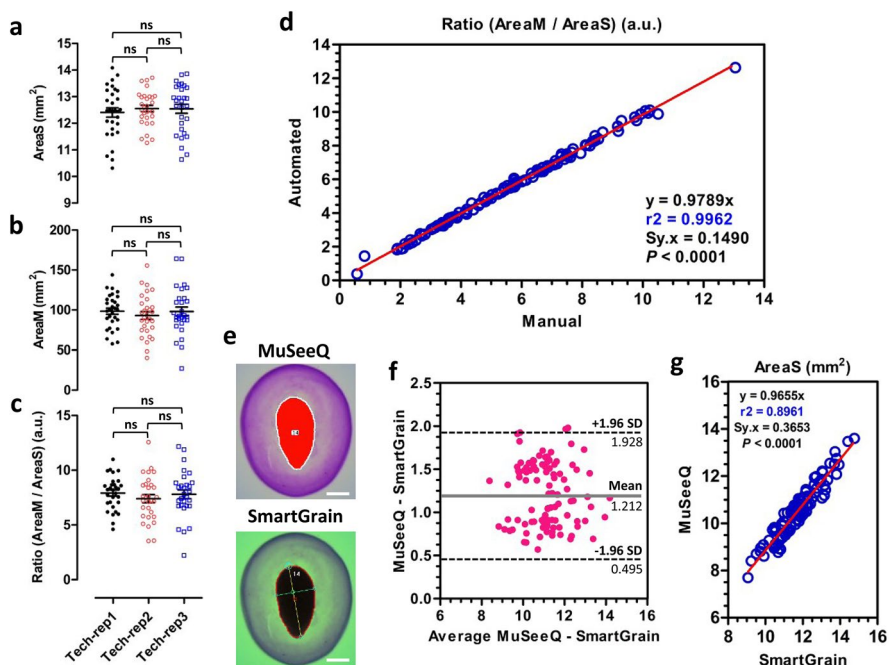 a
ns
ns
ns
AreaS (mm²)
15
14
13
12
11
10
9
b
ns
ns
ns
AreaM (mm²)
200
150
100
50
0
c
ns
ns
ns
Ratio (AreaM / AreaS) (a.u.)
15
10
5
0
Tech-rep1
Tech-rep2
Tech-rep3
d
Ratio (AreaM / AreaS) (a.u.)
Automated
14
12
10
8
6
4
2
0
y = 0.9789x
r2 = 0.9962
Sy.x = 0.1490
P < 0.0001
0 2 4 6 8 10 12 14
Manual
e
MuSeeQ
14
SmartGrain
14
f
MuSeeQ - SmartGrain
2.5
2.0
1.5
1.0
0.5
0.0
+1.96 SD
1.928
Mean
1.212
-1.96 SD
0.495
4 6 8 10 12 14 16
Average MuSeeQ - SmartGrain
g
AreaS (mm²)
MuSeeQ
16
14
12
10
8
6
y = 0.9655x
r2 = 0.8961
Sy.x = 0.3653
P < 0.0001
8 10 12 14 16
SmartGrain